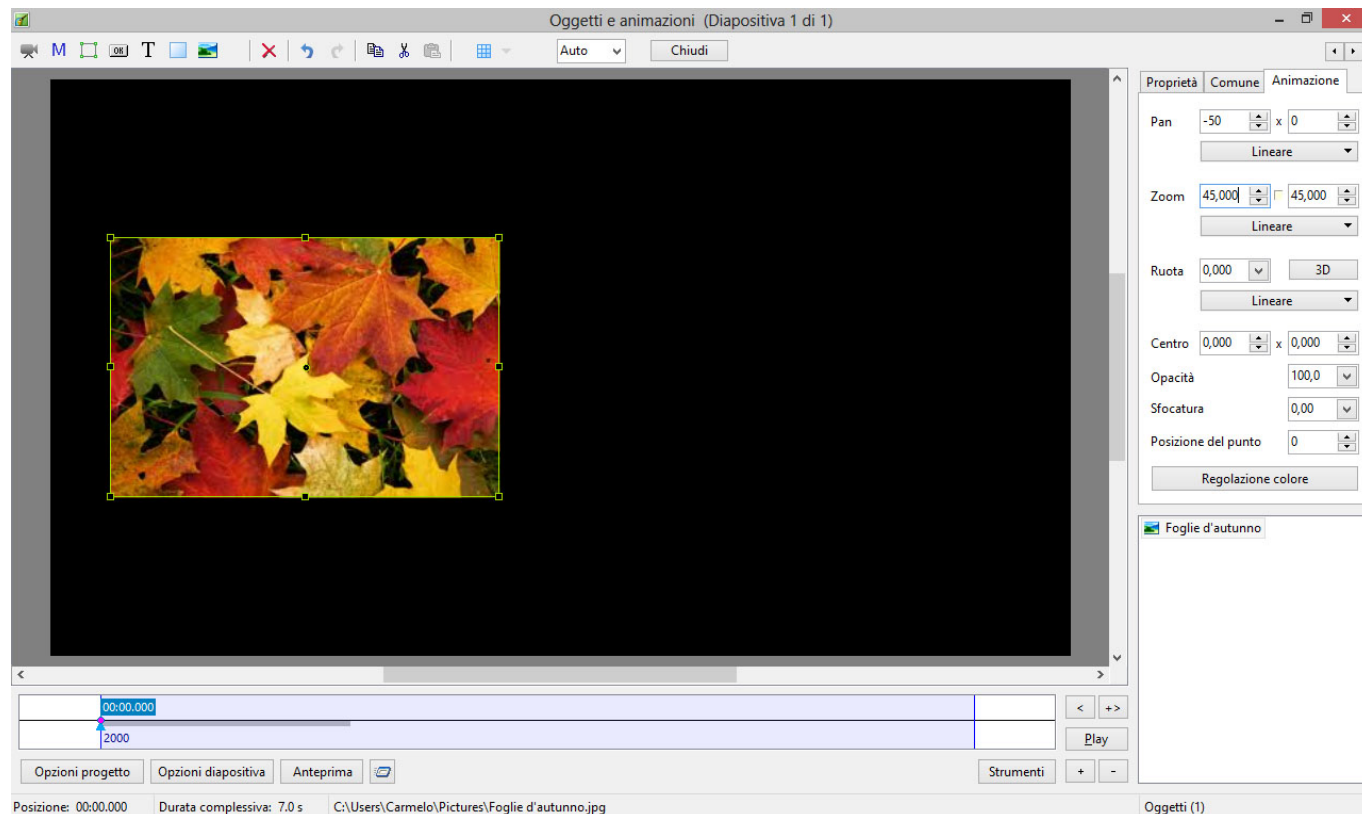 Oggetti e animazioni (Diapositiva 1 di 1)
M OK T Auto Chiudi
Proprietà Comune Animazione
Pan -50 x 0
Lineare
Zoom 45,000 45,000
Lineare
Ruota 0,000 3D
Lineare
Centro 0,000 x 0,000
Opacità 100,0
Sfocatura 0,00
Posizione del punto 0
Regolazione colore
Foglie d'autunno
00:00.000
< +>
2000
Play
Opzioni progetto Opzioni diapositiva Anteprima Strumenti + -
Posizione: 00:00.000 Durata complessiva: 7.0 s C:\Users\Carmelo\Pictures\Foglie d'autunno.jpg Oggetti (1)